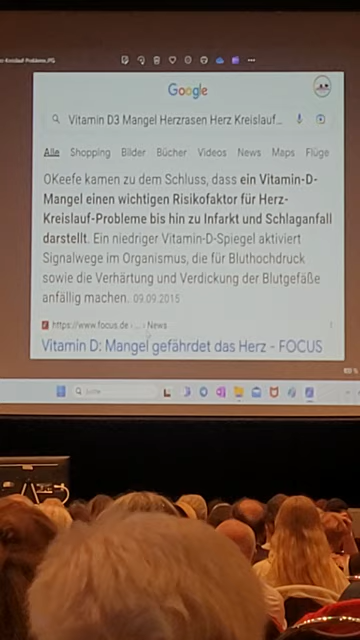 Kreislauf Probleme.JPG
Google
Vitamin D3 Mangel Herzrasen Herz Kreislauf...
Alle Shopping Bilder Bücher Videos News Maps Flüge
OKeefe kamen zu dem Schluss, dass ein Vitamin-D-
Mangel einen wichtigen Risikofaktor für Herz-
Kreislauf-Probleme bis hin zu Infarkt und Schlaganfall
darstellt. Ein niedriger Vitamin-D-Spiegel aktiviert
Signalwege im Organismus, die für Bluthochdruck
sowie die Verhärtung und Verdickung der Blutgefäße
anfällig machen. 09.09.2015
https://www.focus.de › ... › News
Vitamin D: Mangel gefährdet das Herz - FOCUS
Suche